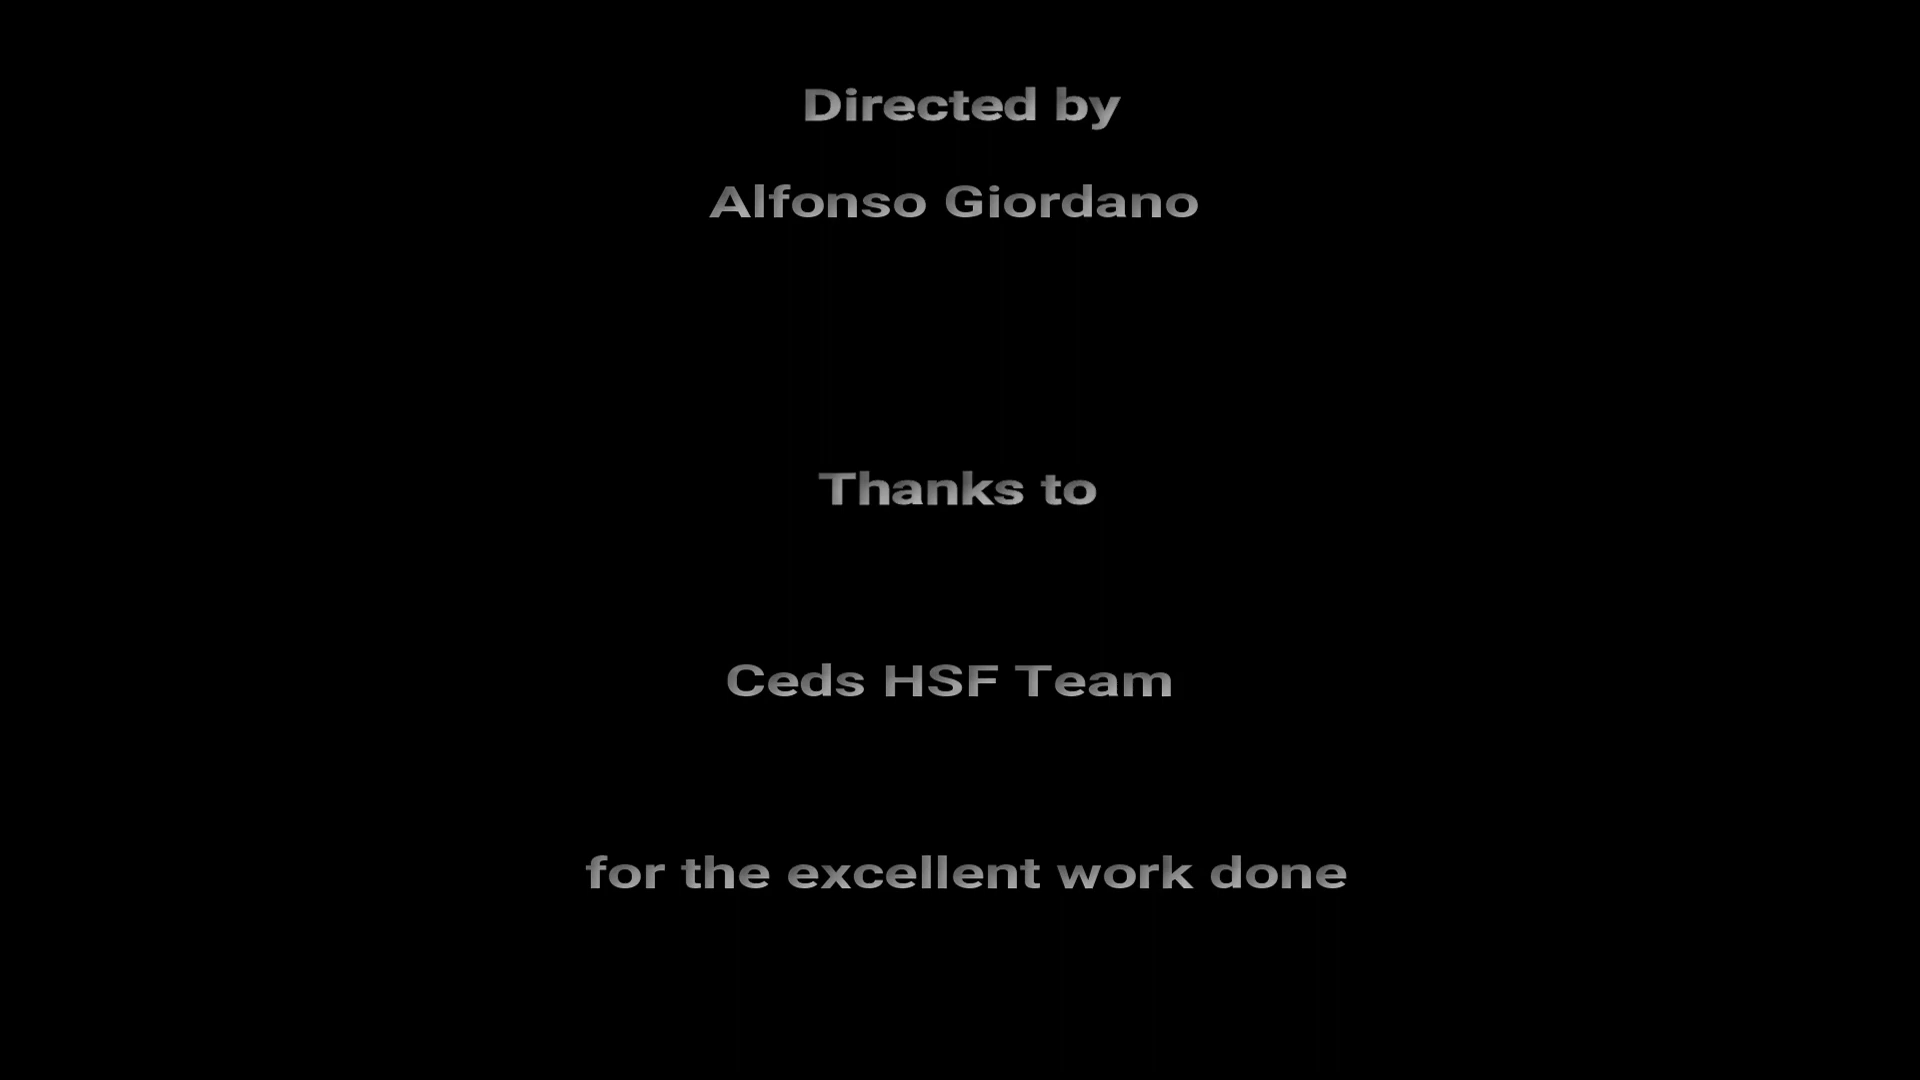 Directed by
Alfonso Giordano
Thanks to
Ceds HSF Team
for the excellent work done